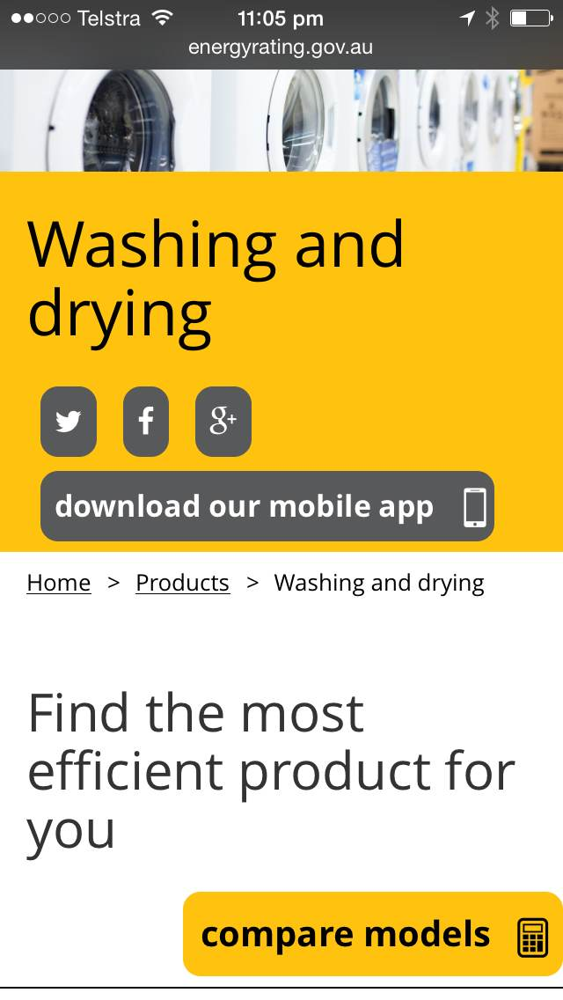 Telstra 11:05 pm
energyrating.gov.au
Washing and
drying
f g+
download our mobile app
Home > Products > Washing and drying
Find the most
efficient product for
you
compare models